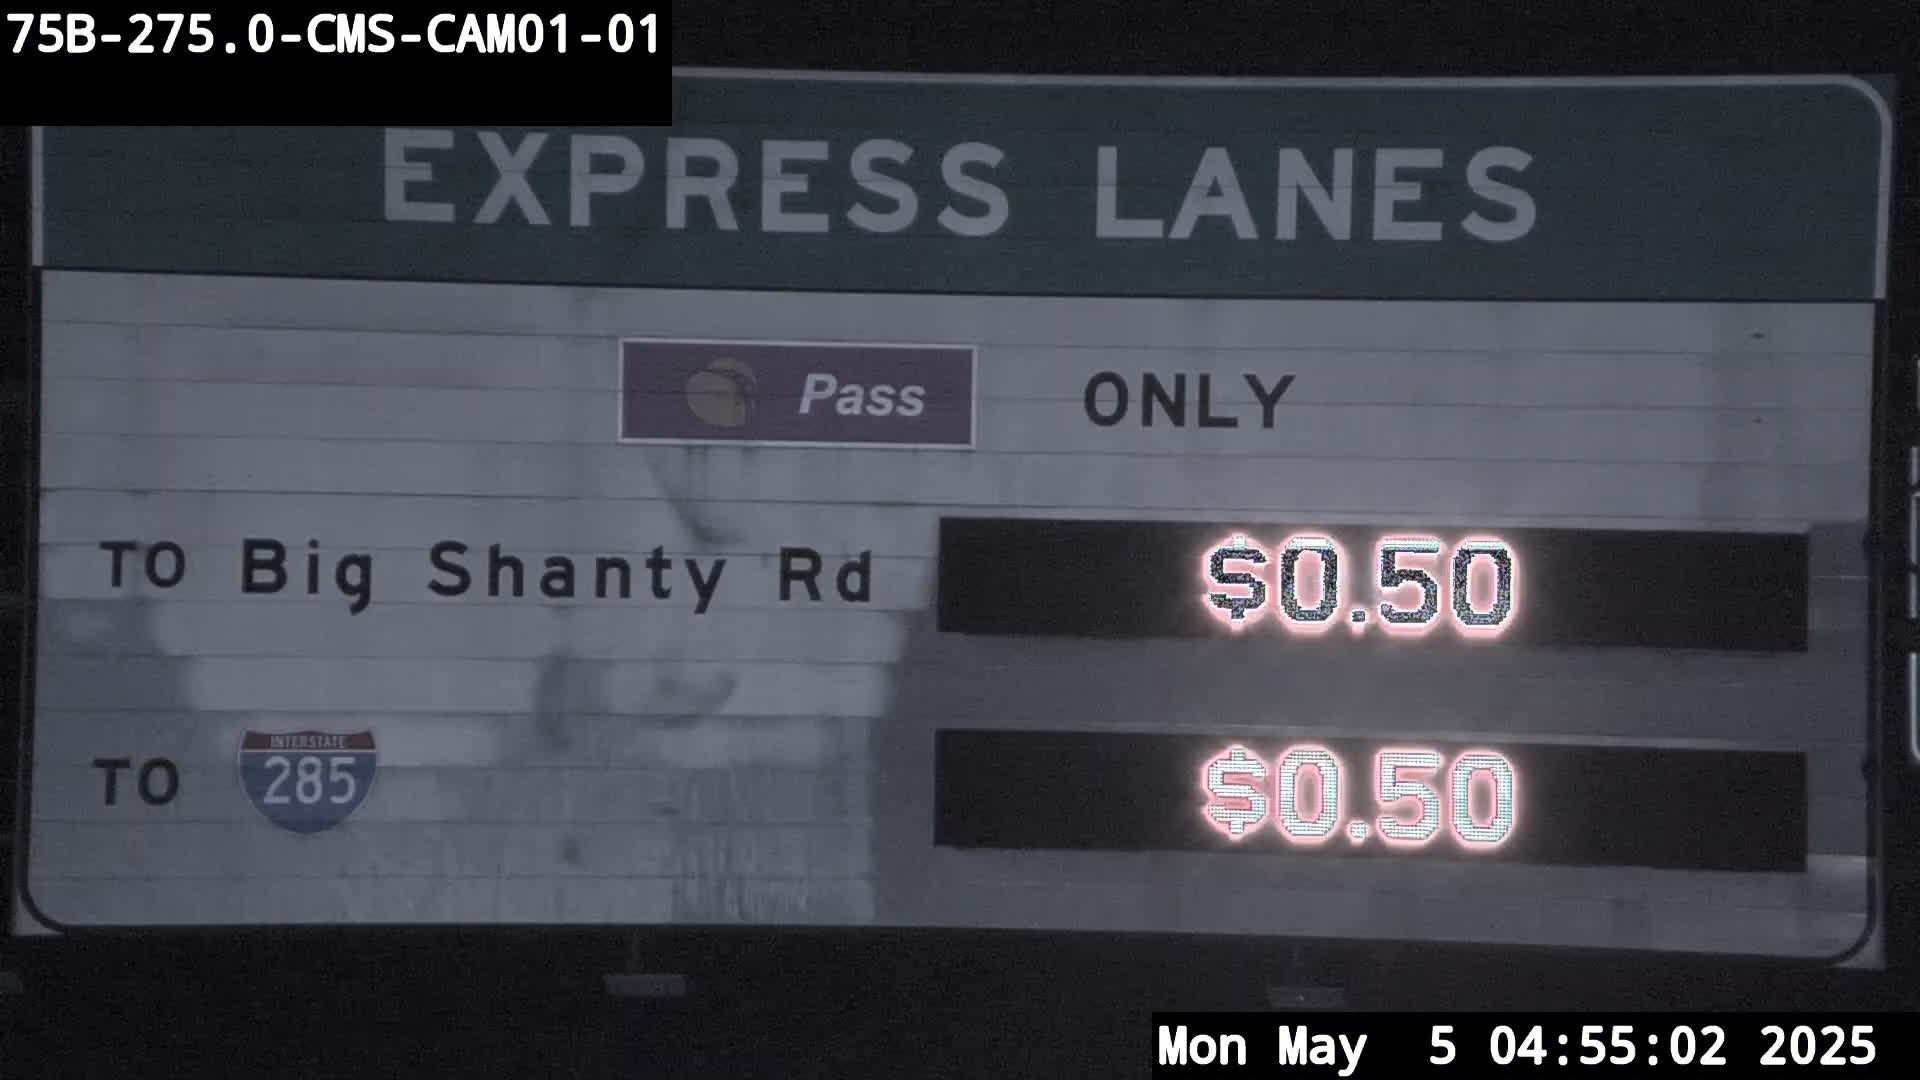 75B-275.0-CMS-CAM01-01
EXPRESS LANES
Pass ONLY
TO Big Shanty Rd $0.50
TO INTERSTATE 285 $0.50
Mon May 5 04:55:02 2025